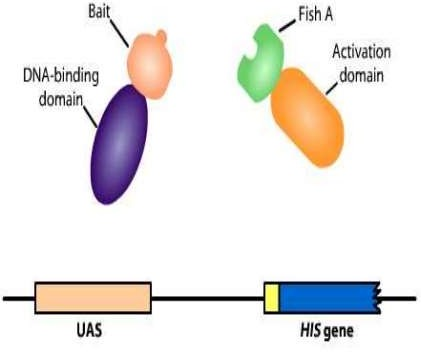 Bait
Fish A
DNA-binding
domain
Activation
domain
UAS
HIS gene